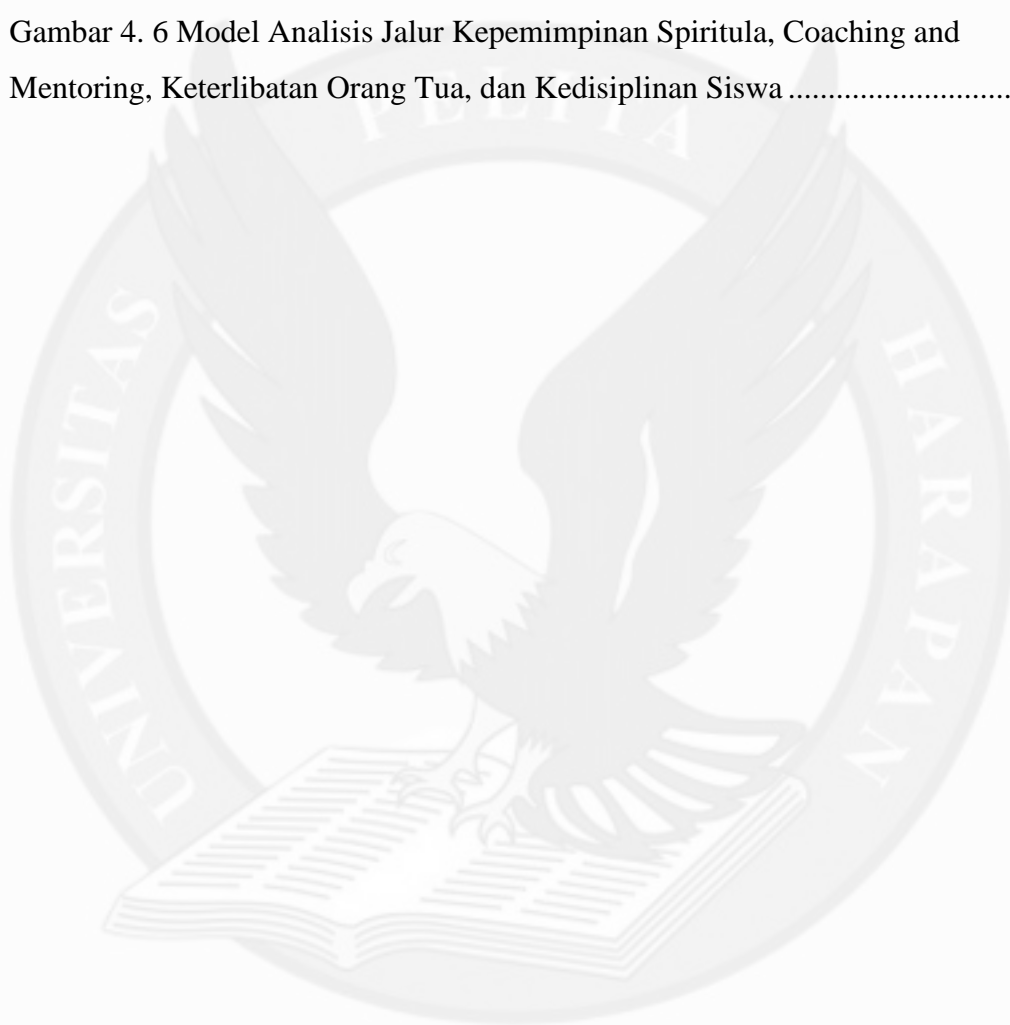 Gambar 4. 6 Model Analisis Jalur Kepemimpinan Spiritula, Coaching and
Mentoring, Keterlibatan Orang Tua, dan Kedisiplinan Siswa ............................
UNIVERSITAS PELITA HARAPAN